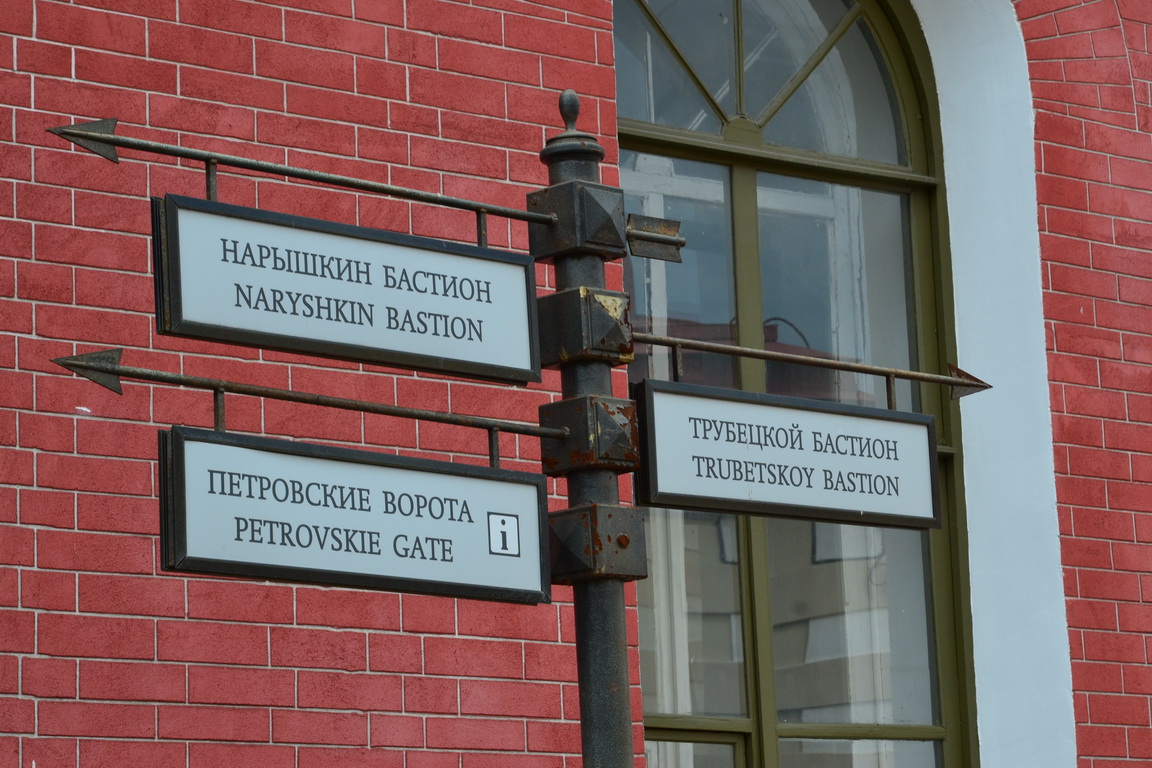 НАРЫШКИН БАСТИОН
NARYSHKIN BASTION
ПЕТРОВСКИЕ ВОРОТА
PETROVSKIE GATE
i
ТРУБЕЦКОЙ БАСТИОН
TRUBETSKOY BASTION